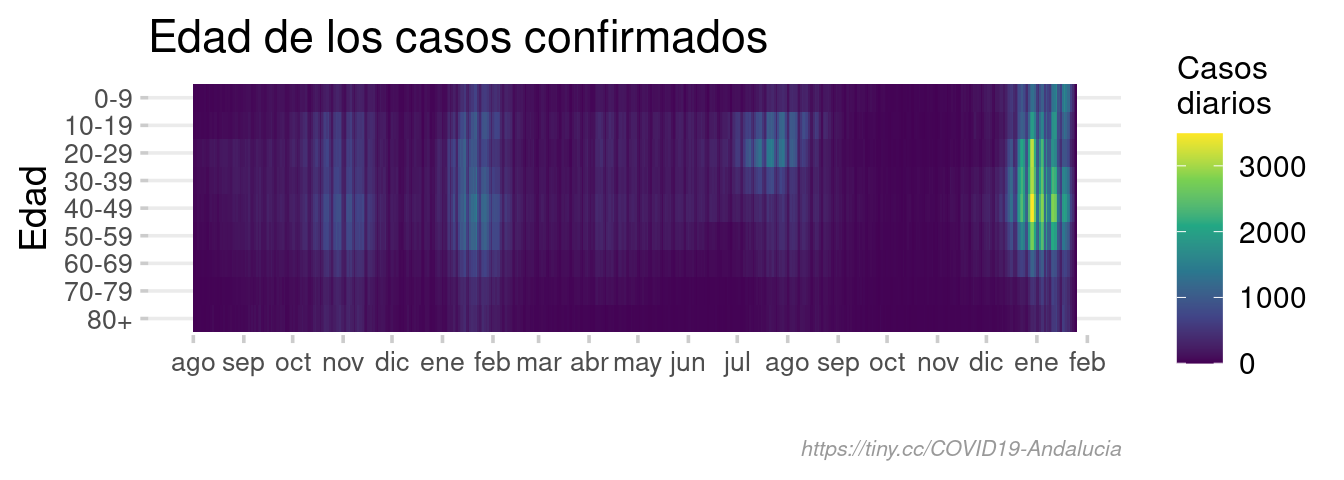 Edad de los casos confirmados
Casos
diarios
3000
2000
1000
0
Edad
0-9
10-19
20-29
30-39
40-49
50-59
60-69
70-79
80+
ago sep oct nov dic ene feb mar abr may jun jul ago sep oct nov dic ene feb
https://tiny.cc/COVID19-Andalucia